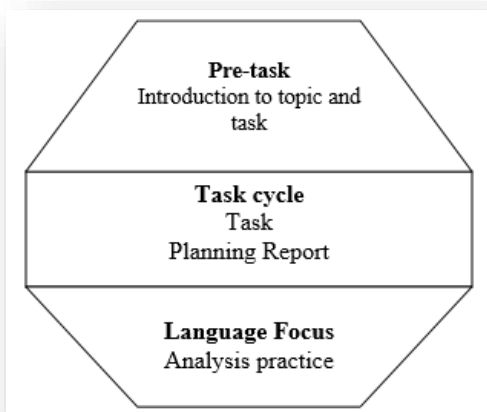 Pre-task
Introduction to topic and
task
Task cycle
Task
Planning Report
Language Focus
Analysis practice